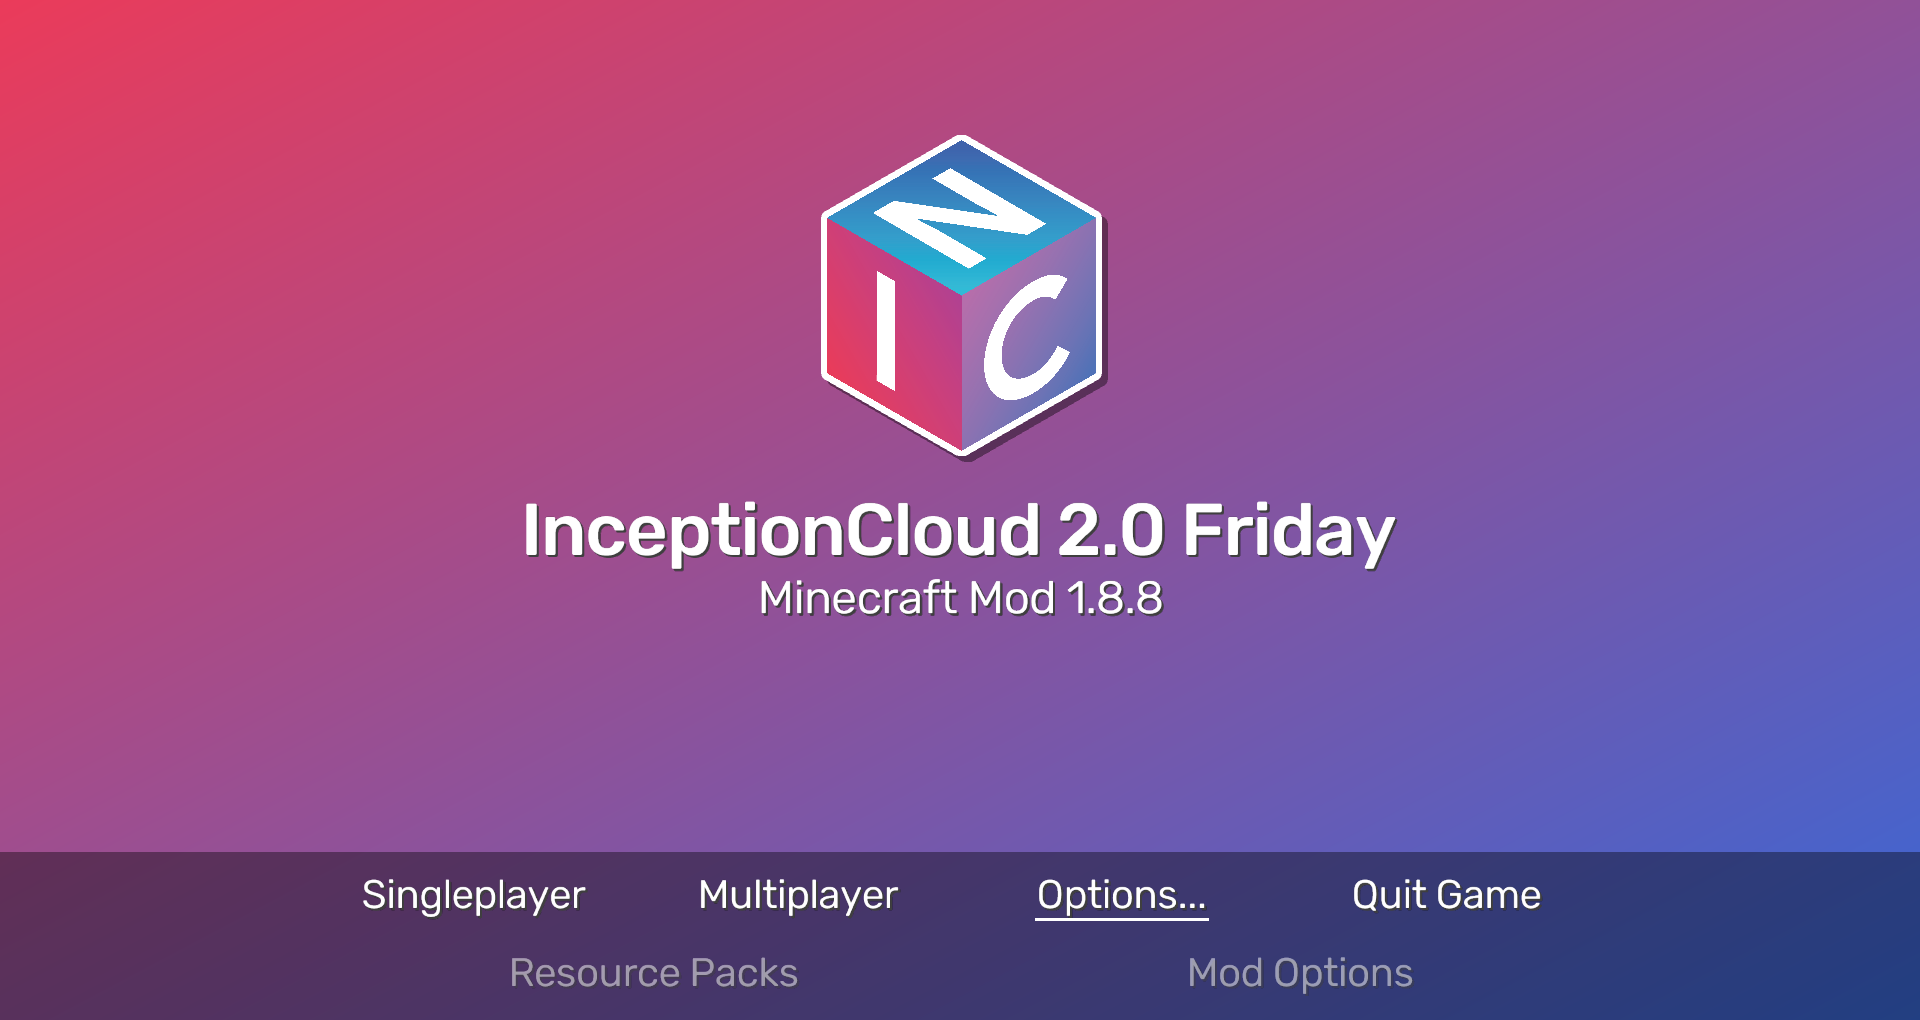 N
I C
InceptionCloud 2.0 Friday
Minecraft Mod 1.8.8
Singleplayer Multiplayer Options... Quit Game
Resource Packs Mod Options